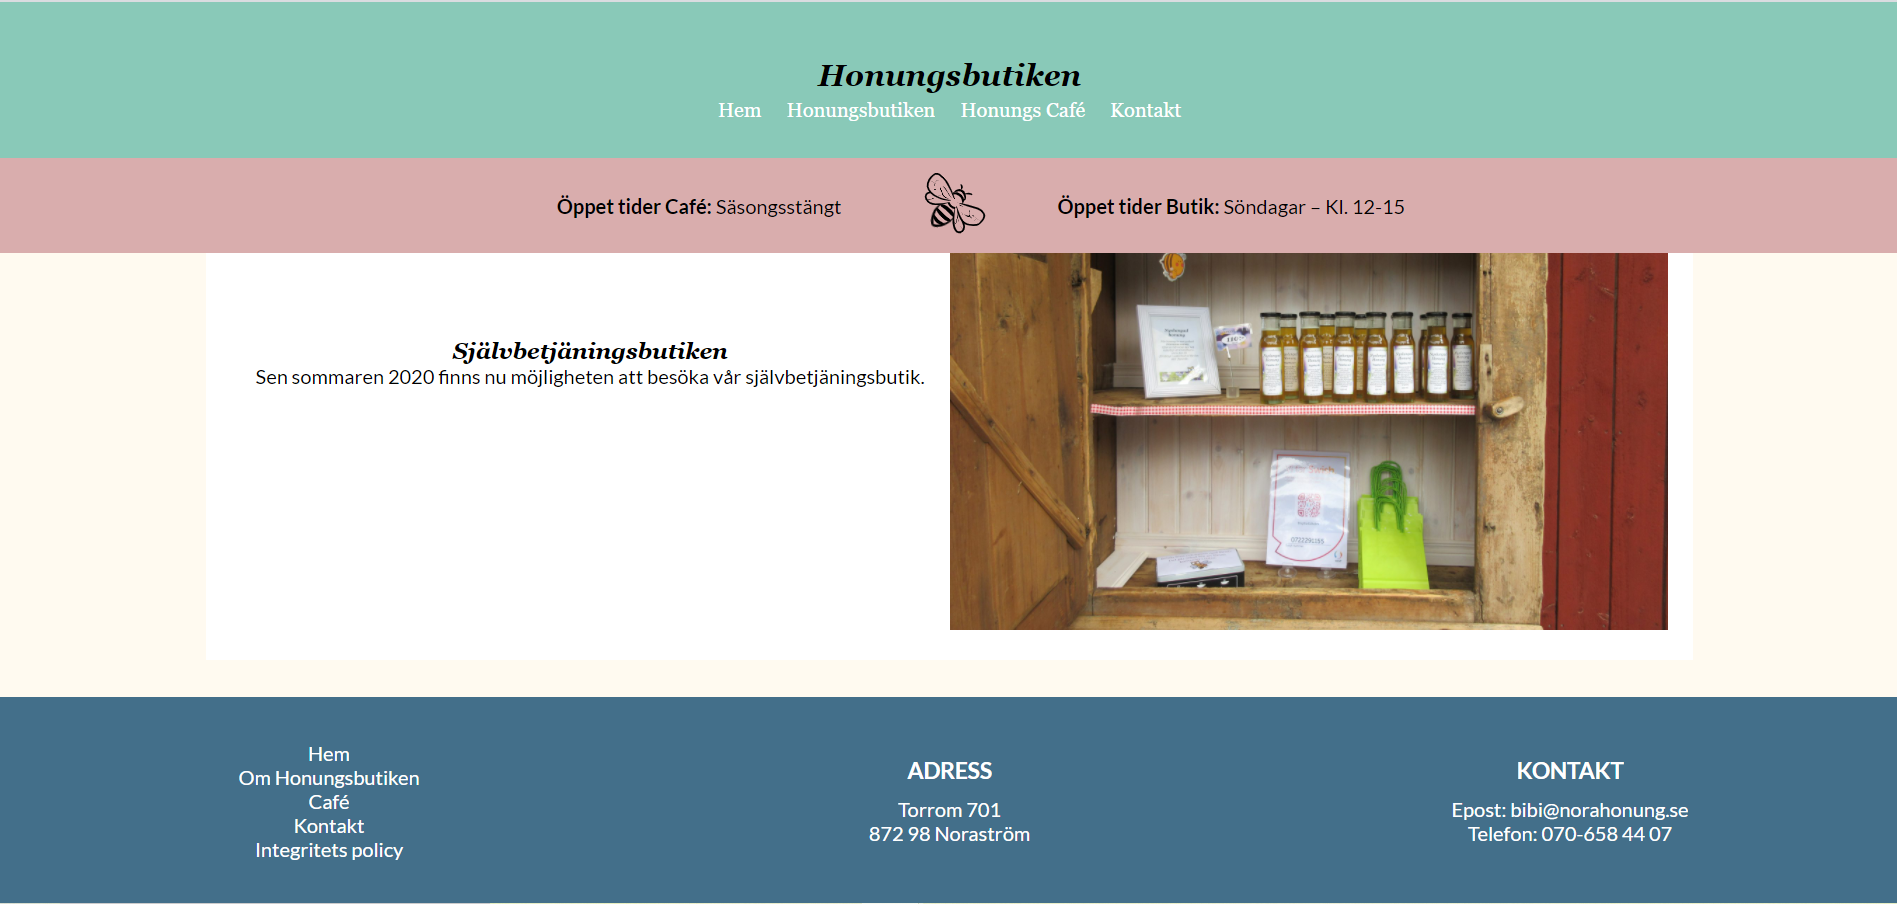 Honungsbutiken
Hem Honungsbutiken Honungs Café Kontakt
Öppet tider Café: Säsongsstängt
Öppet tider Butik: Söndagar – Kl. 12-15
Självbetjäningsbutiken
Sen sommaren 2020 finns nu möjligheten att besöka vår självbetjäningsbutik.
0722291195
Hem
Om Honungsbutiken
Café
Kontakt
Integritets policy
ADRESS
Torrom 701
872 98 Noraström
KONTAKT
Epost: bibi@norahonung.se
Telefon: 070-658 44 07